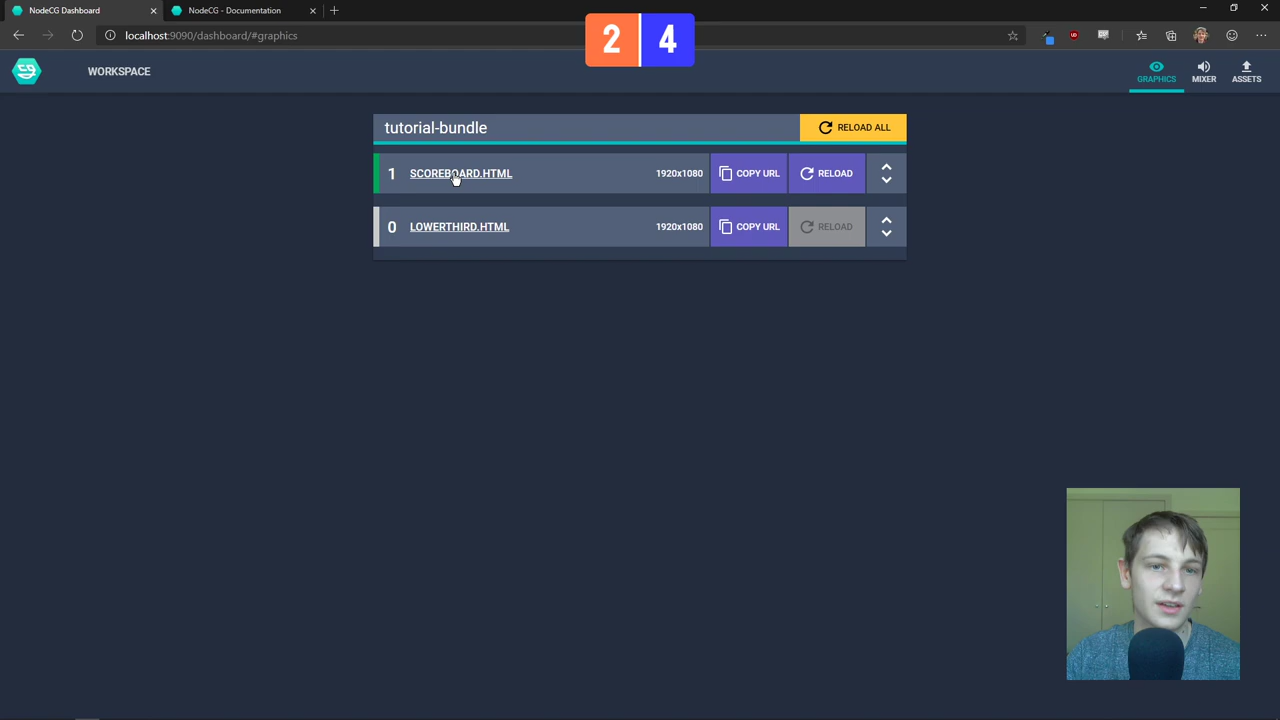 NodeCG Dashboard
NodeCG - Documentation
localhost:9090/dashboard/#graphics
2 4
WORKSPACE
GRAPHICS
MIXER
ASSETS
tutorial-bundle
RELOAD ALL
1 SCOREBOARD.HTML 1920x1080 COPY URL RELOAD
0 LOWERTHIRD.HTML 1920x1080 COPY URL RELOAD